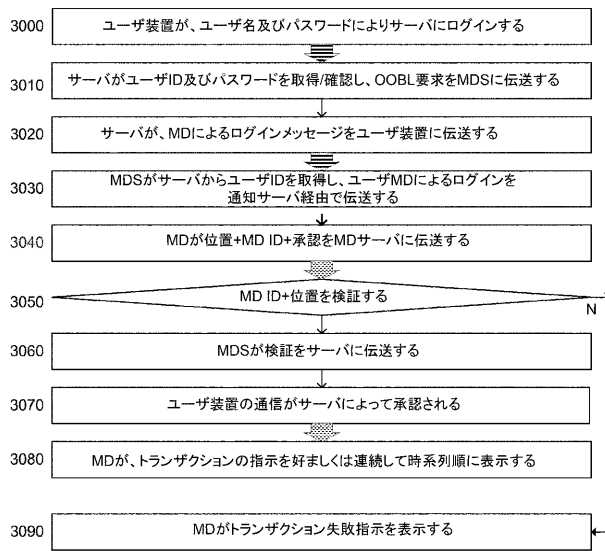 3000 ユーザ装置が、ユーザ名及びパスワードによりサーバにログインする
3010 サーバがユーザID及びパスワードを取得/確認し、OOBL要求をMDSに伝送する
3020 サーバが、MDによるログインメッセージをユーザ装置に伝送する
3030 MDSがサーバからユーザIDを取得し、ユーザMDによるログインを
通知サーバ経由で伝送する
3040 MDが位置+MD ID+承認をMDサーバに伝送する
3050 MD ID+位置を検証する
N
3060 MDSが検証をサーバに伝送する
3070 ユーザ装置の通信がサーバによって承認される
3080 MDが、トランザクションの指示を好ましくは連続して時系列順に表示する
3090 MDがトランザクション失敗指示を表示する